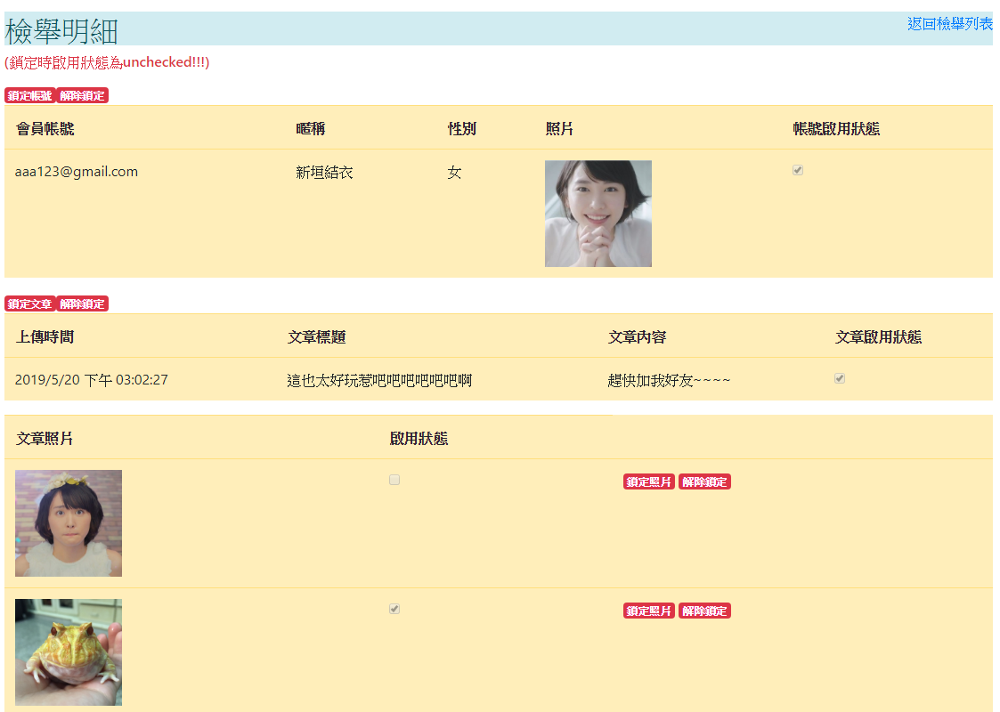 檢舉明細 返回檢舉列表
(鎖定時啟用狀態為unchecked!!!)
鎖定帳號 解除鎖定
會員帳號 暱稱 性別 照片 帳號啟用狀態
aaa123@gmail.com 新垣結衣 女
鎖定文章 解除鎖定
上傳時間 文章標題 文章內容 文章啟用狀態
2019/5/20 下午 03:02:27 這也太好玩惹吧吧吧吧吧吧啊 趕快加我好友~~~~
文章照片 啟用狀態
鎖定照片 解除鎖定
鎖定照片 解除鎖定